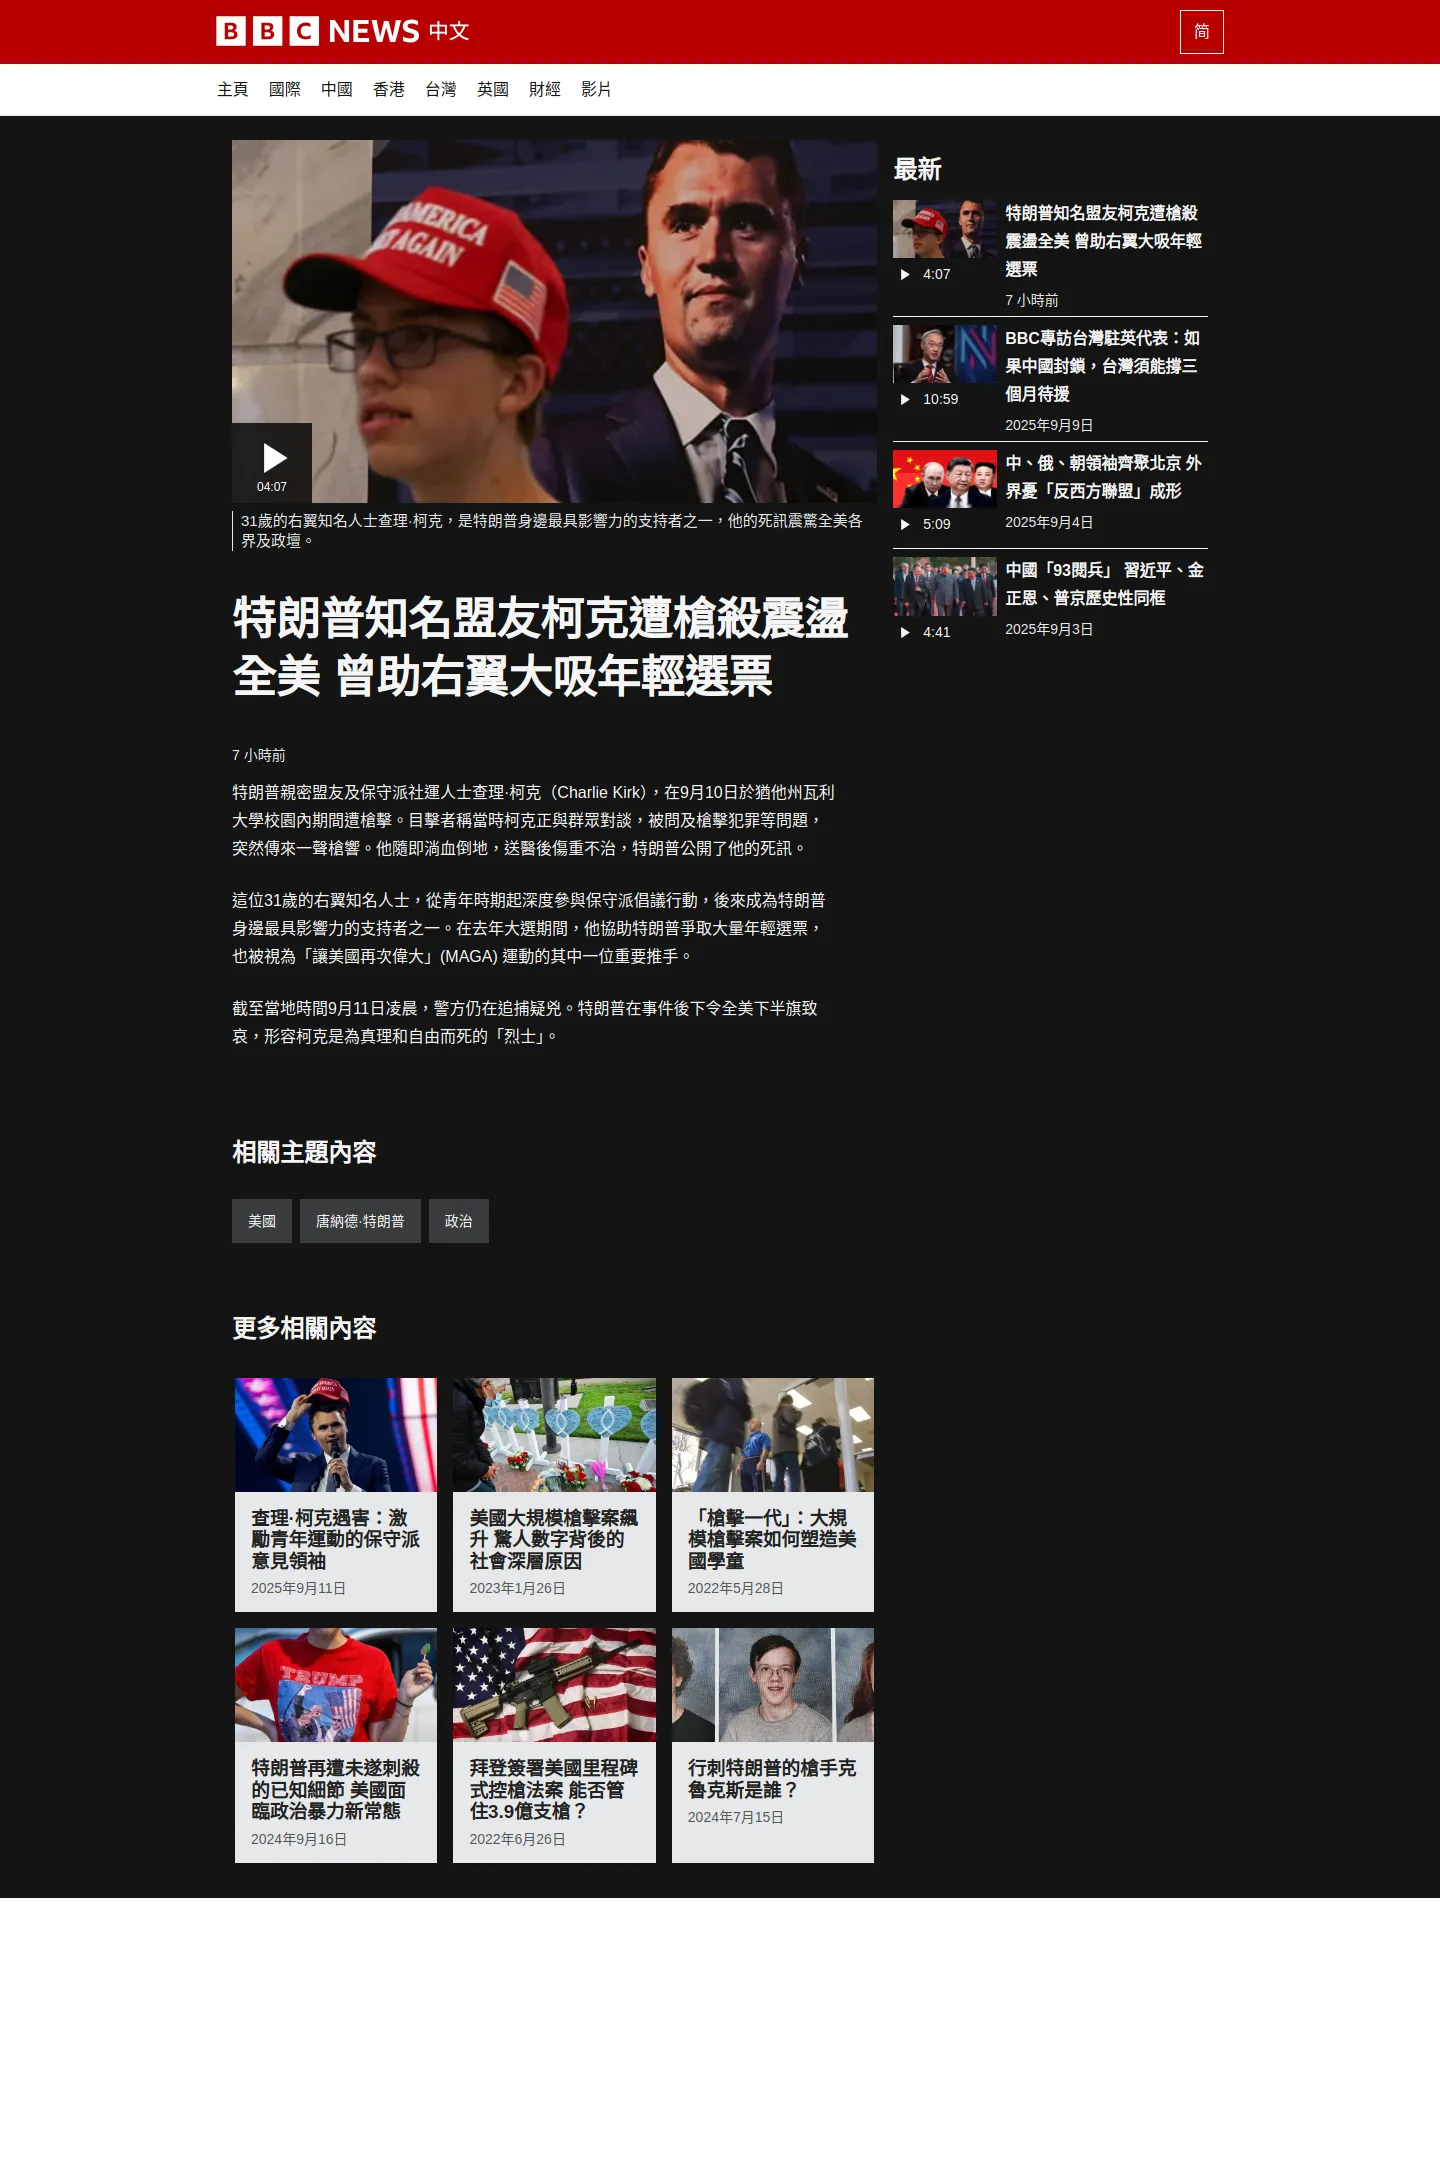 BBC NEWS 中文
简
主頁 國際 中國 香港 台灣 英國 財經 影片
AMERICA
AT AGAIN
04:07
31歲的右翼知名人士查理·柯克，是特朗普身邊最具影響力的支持者之一，他的死訊震驚全美各
界及政壇。
特朗普知名盟友柯克遭槍殺震盪
全美 曾助右翼大吸年輕選票
7 小時前
特朗普親密盟友及保守派社運人士查理·柯克（Charlie Kirk），在9月10日於猶他州瓦利
大學校園內期間遭槍擊。目擊者稱當時柯克正與群眾對談，被問及槍擊犯罪等問題，
突然傳來一聲槍響。他隨即淌血倒地，送醫後傷重不治，特朗普公開了他的死訊。
這位31歲的右翼知名人士，從青年時期起深度參與保守派倡議行動，後來成為特朗普
身邊最具影響力的支持者之一。在去年大選期間，他協助特朗普爭取大量年輕選票，
也被視為「讓美國再次偉大」(MAGA) 運動的其中一位重要推手。
截至當地時間9月11日凌晨，警方仍在追捕疑兇。特朗普在事件後下令全美下半旗致
哀，形容柯克是為真理和自由而死的「烈士」。
最新
特朗普知名盟友柯克遭槍殺
震盪全美 曾助右翼大吸年輕
選票
4:07
7 小時前
BBC專訪台灣駐英代表：如
果中國封鎖，台灣須能撐三
個月待援
10:59
2025年9月9日
中、俄、朝領袖齊聚北京 外
界憂「反西方聯盟」成形
5:09
2025年9月4日
中國「93閱兵」 習近平、金
正恩、普京歷史性同框
4:41
2025年9月3日
相關主題內容
美國 唐納德·特朗普 政治
更多相關內容
查理·柯克遇害：激
勵青年運動的保守派
意見領袖
2025年9月11日
美國大規模槍擊案飆
升 驚人數字背後的
社會深層原因
2023年1月26日
「槍擊一代」：大規
模槍擊案如何塑造美
國學童
2022年5月28日
TRUMP
特朗普再遭未遂刺殺
的已知細節 美國面
臨政治暴力新常態
2024年9月16日
拜登簽署美國里程碑
式控槍法案 能否管
住3.9億支槍？
2022年6月26日
行刺特朗普的槍手克
魯克斯是誰？
2024年7月15日